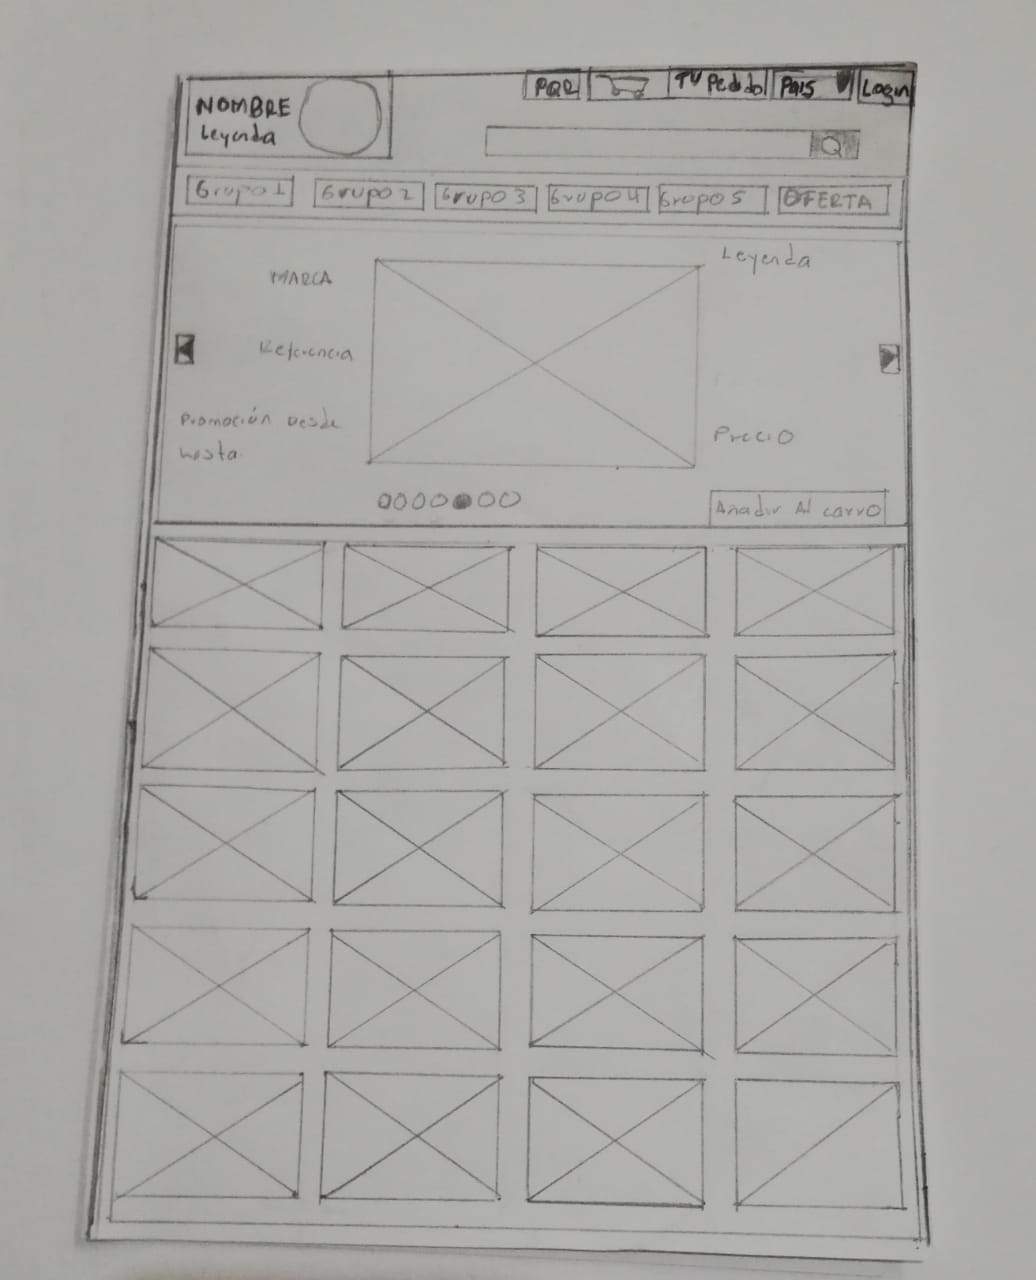 NOMBRE
Leyenda
PQR
TU Pedido
Pais
Login
Grupo 1
Grupo 2
Grupo 3
Grupo 4
Grupo 5
OFERTA
MARCA
Referencia
Promoción Desde
hasta
Leyenda
Precio
Añadir Al carro